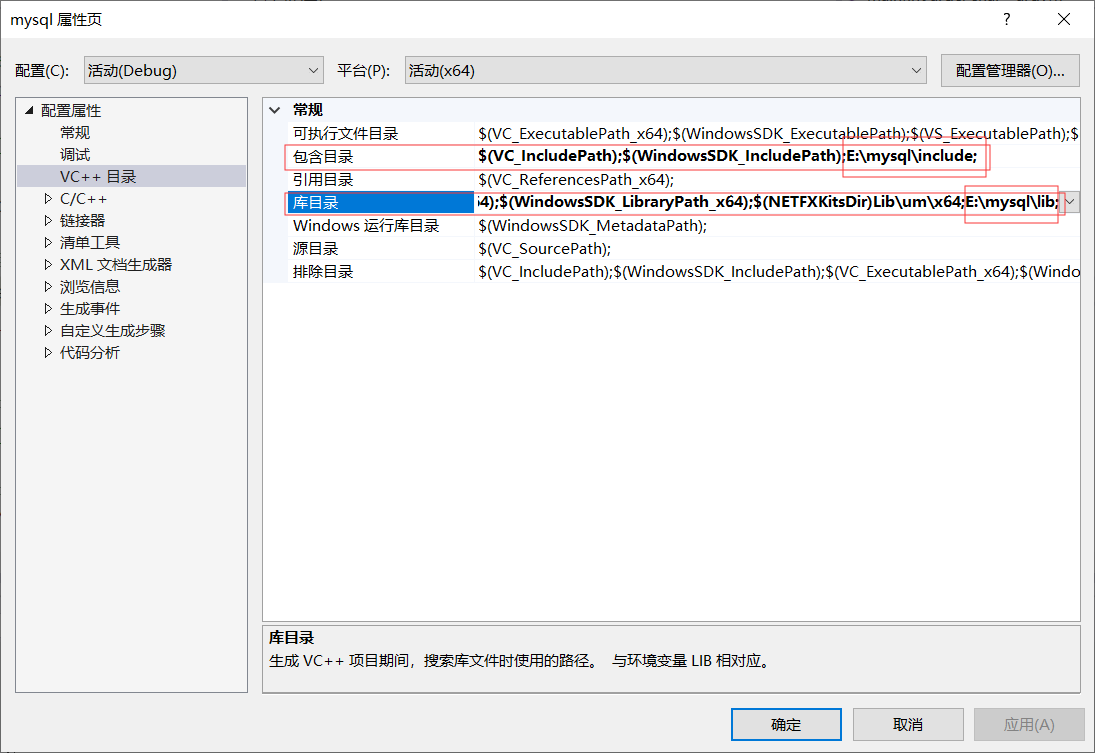 mysql 属性页
?
配置(C): 活动(Debug) 平台(P): 活动(x64) 配置管理器(O)...
配置属性
常规
调试
VC++ 目录
C/C++
链接器
清单工具
XML 文档生成器
浏览信息
生成事件
自定义生成步骤
代码分析
常规
可执行文件目录 $(VC_ExecutablePath_x64);$(WindowsSDK_ExecutablePath);$(VS_ExecutablePath);$
包含目录 $(VC_IncludePath);$(WindowsSDK_IncludePath);E:\mysql\include;
引用目录 $(VC_ReferencesPath_x64);
库目录 64);$(WindowsSDK_LibraryPath_x64);$(NETFXKitsDir)Lib\um\x64;E:\mysql\lib;
Windows 运行库目录 $(WindowsSDK_MetadataPath);
源目录 $(VC_SourcePath);
排除目录 $(VC_IncludePath);$(WindowsSDK_IncludePath);$(VC_ExecutablePath_x64);$(Windo
库目录
生成 VC++ 项目期间，搜索库文件时使用的路径。 与环境变量 LIB 相对应。
确定 取消 应用(A)